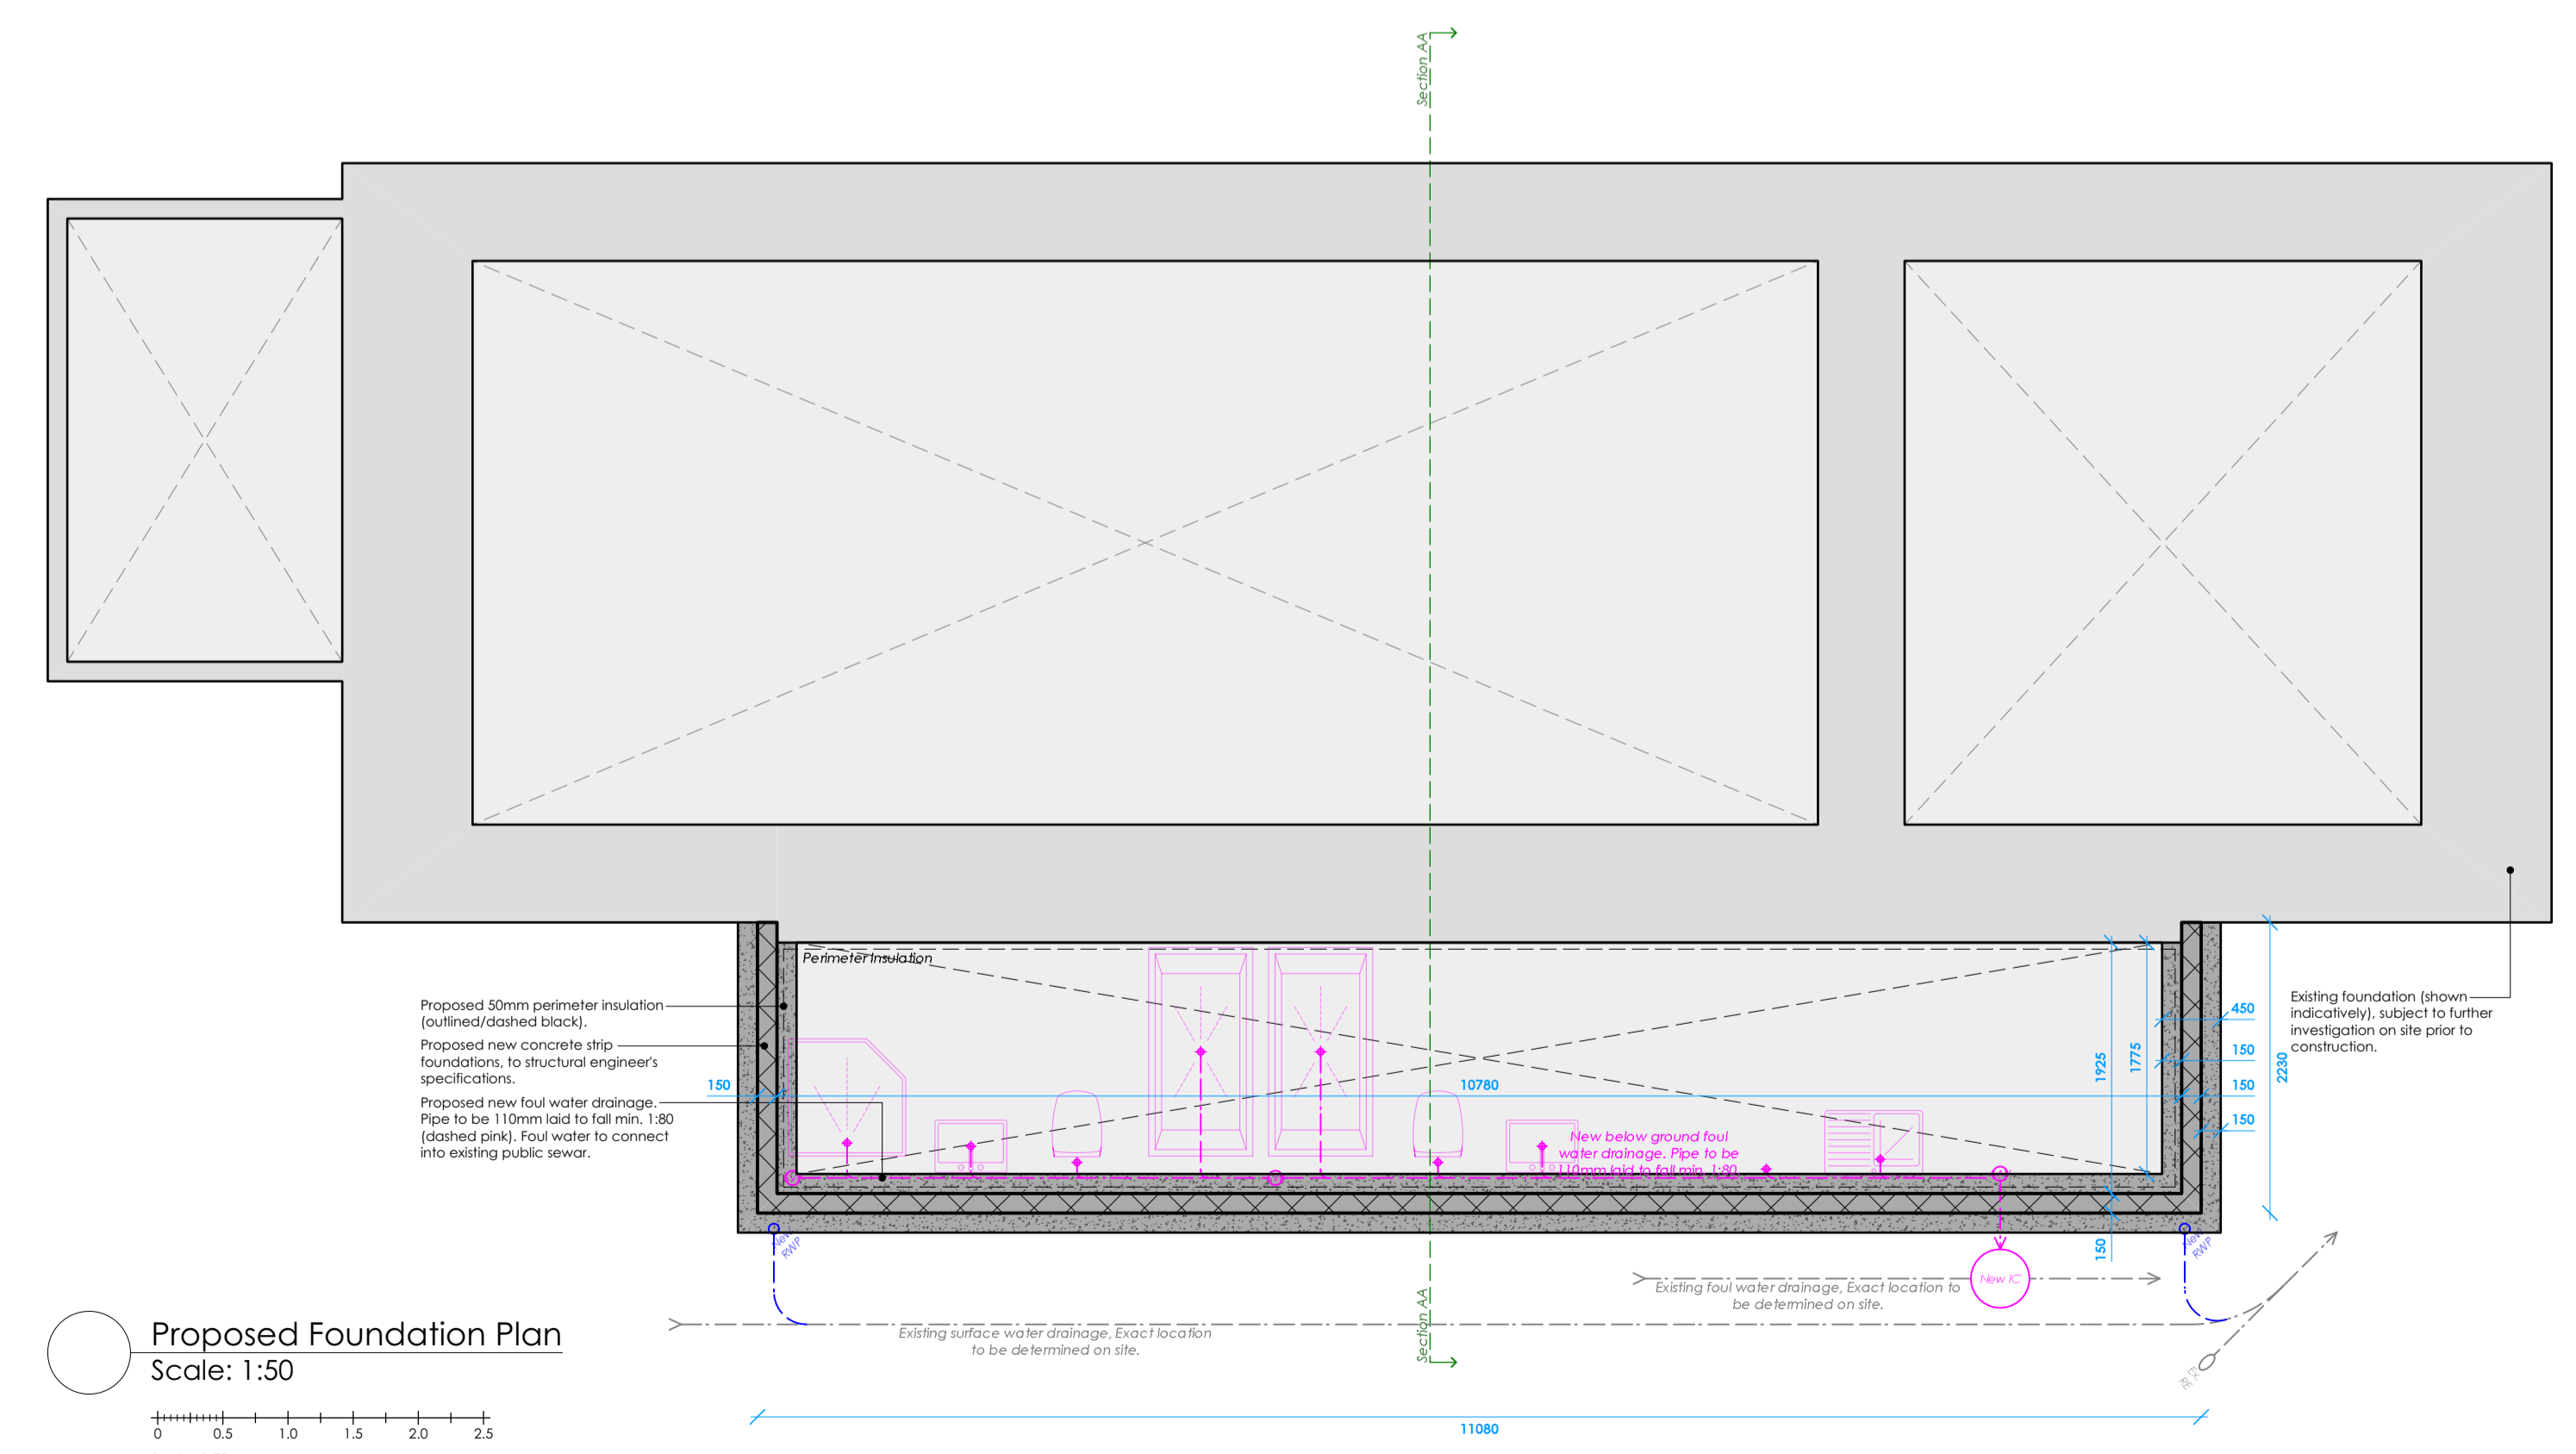 Section AA
Perimeter Insulation
Proposed 50mm perimeter insulation
(outlined/dashed black).
Proposed new concrete strip
foundations, to structural engineer's
specifications.
Proposed new foul water drainage.
Pipe to be 110mm laid to fall min. 1:80
(dashed pink). Foul water to connect
into existing public sewar.
150
10780
New below ground foul
water drainage. Pipe to be
110mm laid to fall min. 1:80.
1925
1775
450
150
150
150
2230
150
Existing foundation (shown
indicatively), subject to further
investigation on site prior to
construction.
New
RWP
New
RWP
New IC
Existing foul water drainage, Exact location to
be determined on site.
Existing surface water drainage, Exact location
to be determined on site.
Section AA
Proposed Foundation Plan
Scale: 1:50
0 0.5 1.0 1.5 2.0 2.5
11080